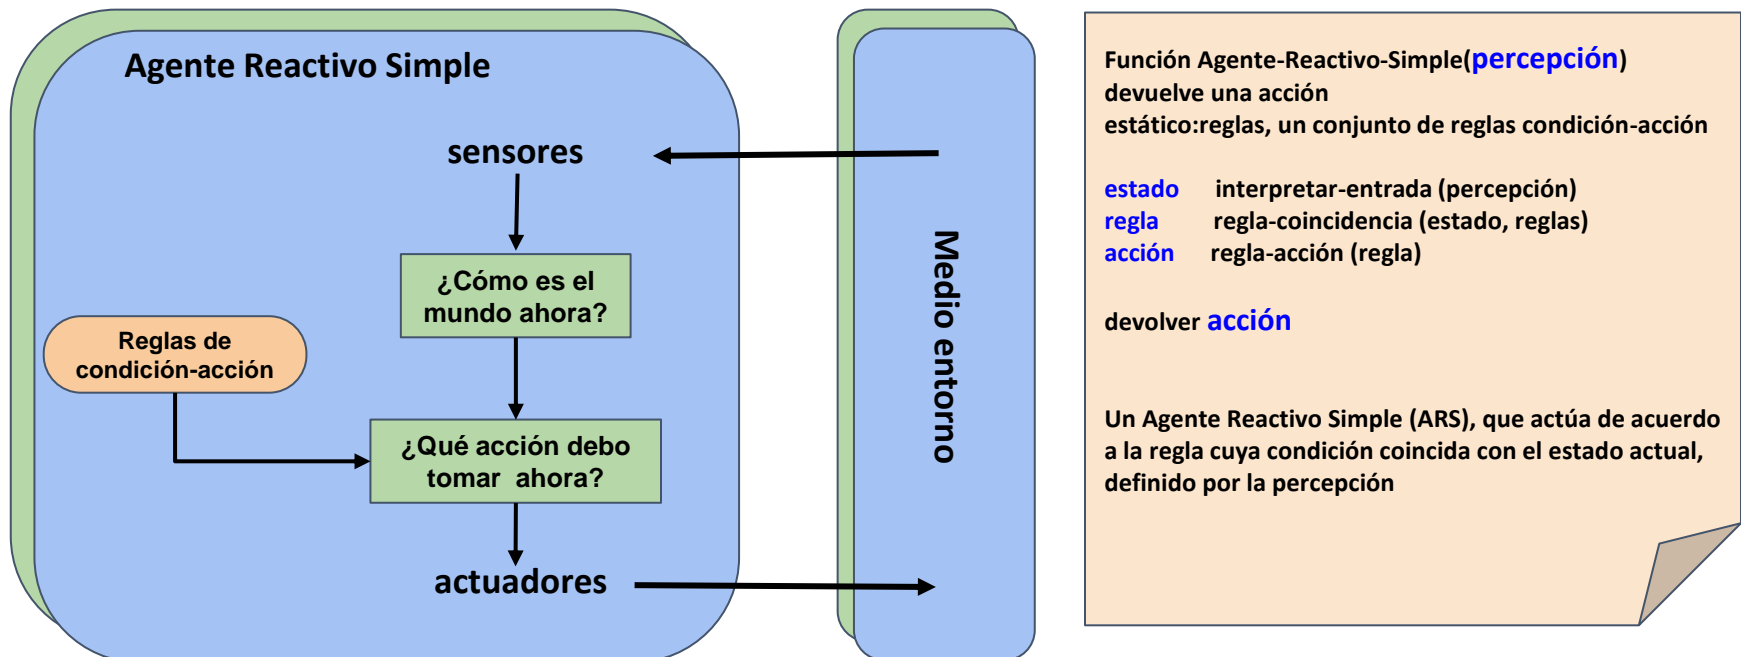 Agente Reactivo Simple
sensores
¿Cómo es el
mundo ahora?
Reglas de
condición-acción
¿Qué acción debo
tomar  ahora?
actuadores
Medio entorno
Función Agente-Reactivo-Simple(percepción)
devuelve una acción
estático:reglas, un conjunto de reglas condición-acción
estado interpretar-entrada (percepción)
regla regla-coincidencia (estado, reglas)
acción regla-acción (regla)
devolver acción
Un Agente Reactivo Simple (ARS), que actúa de acuerdo
a la regla cuya condición coincida con el estado actual,
definido por la percepción